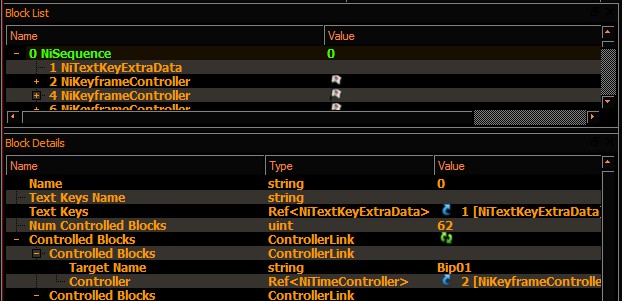 Block List
Name Value
0 NiSequence 0
1 NiTextKeyExtraData
2 NiKeyframeController
4 NiKeyframeController
6 NiKeyframeController
Block Details
Name Type Value
Name string 0
Text Keys Name string
Text Keys Ref<NiTextKeyExtraData> 1 [NiTextKeyExtraData]
Num Controlled Blocks uint 62
Controlled Blocks ControllerLink
Controlled Blocks ControllerLink
Target Name string Bip01
Controller Ref<NiTimeController> 2 [NiKeyframeControlle
Controlled Blocks ControllerLink